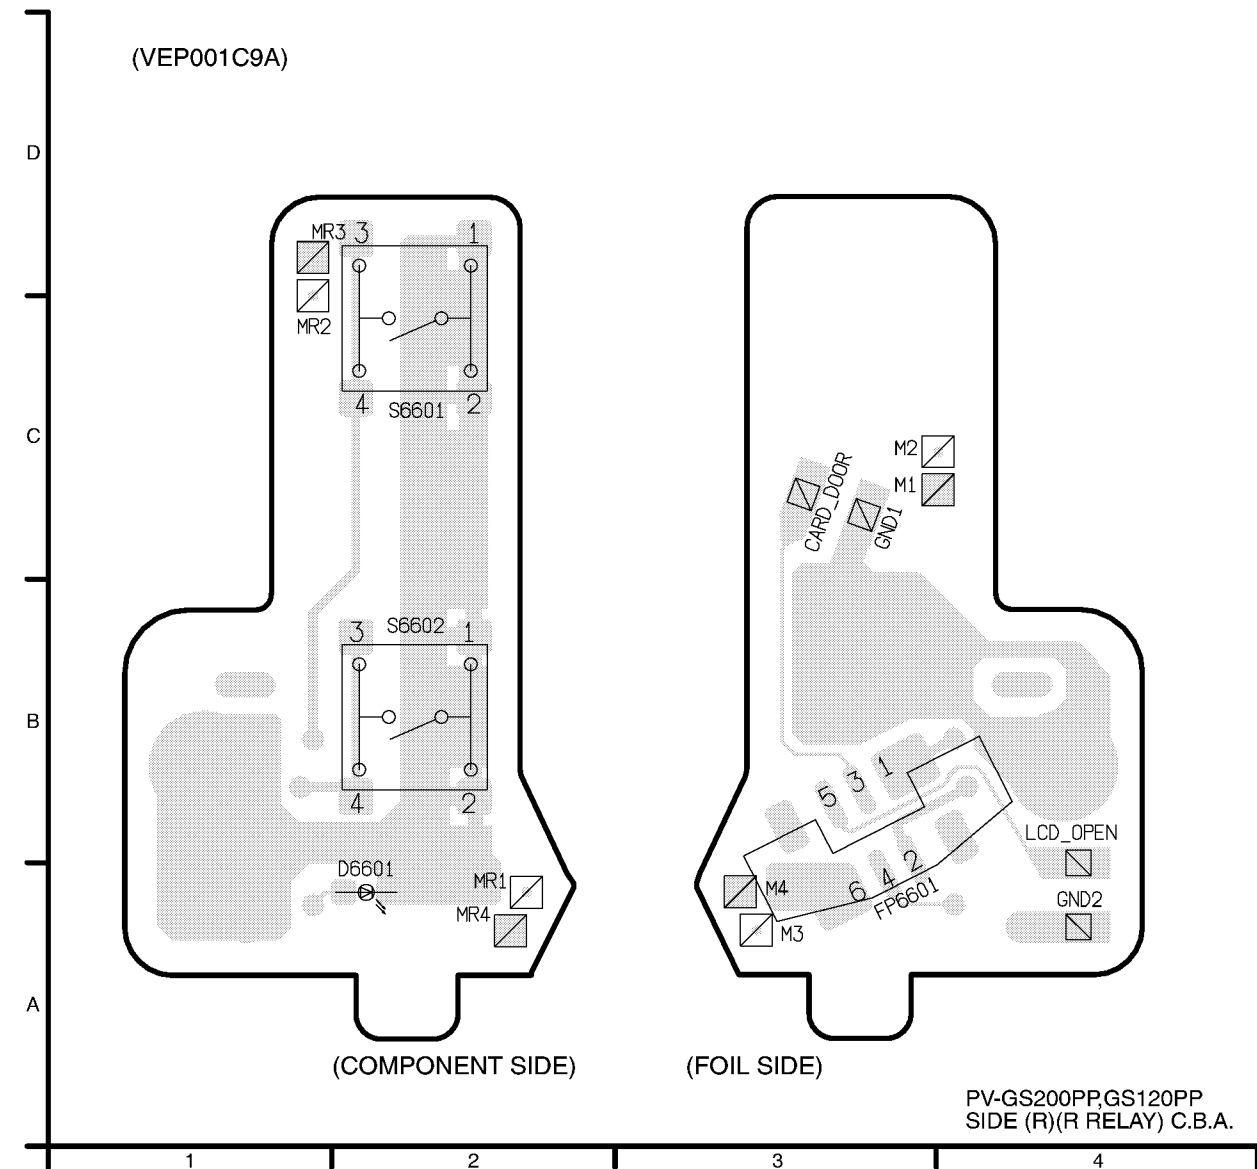 (VEP001C9A)
D
MR3 3 1
MR2
4 S6601 2
C
M2
M1
CARD_DOOR
GND1
S6602
3 1
B
4 2
5 3 1
LCD_OPEN
D6601
MR1
MR4
6 4 2
FP6601
M4
M3
GND2
A
(COMPONENT SIDE) (FOIL SIDE)
PV-GS200PP,GS120PP
SIDE (R)(R RELAY) C.B.A.
1 2 3 4